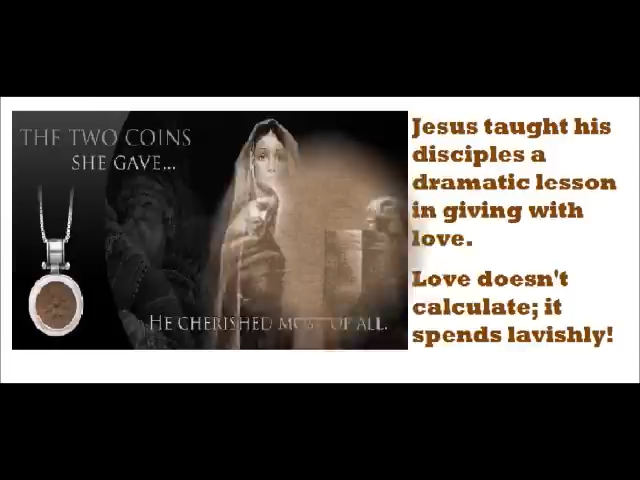 THE TWO COINS
SHE GAVE...
HE CHERISHED MOST OF ALL.
Jesus taught his
disciples a
dramatic lesson
in giving with
love.
Love doesn't
calculate; it
spends lavishly!